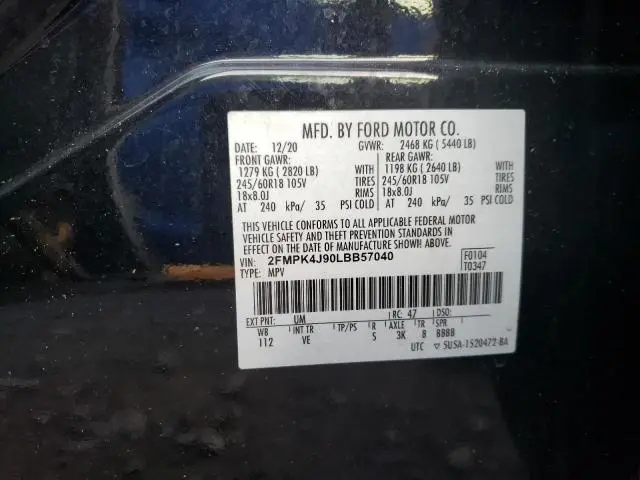 MFD. BY FORD MOTOR CO.
DATE: 12/20 GVWR: 2468 KG ( 5440 LB)
FRONT GAWR: REAR GAWR:
1279 KG ( 2820 LB) WITH 1198 KG ( 2640 LB) WITH
245/60R18 105V TIRES 245/60R18 105V TIRES
18x8.0J RIMS 18x8.0J RIMS
AT 240 kPa/ 35 PSI COLD AT 240 kPa/ 35 PSI COLD
THIS VEHICLE CONFORMS TO ALL APPLICABLE FEDERAL MOTOR
VEHICLE SAFETY AND THEFT PREVENTION STANDARDS IN
EFFECT ON THE DATE OF MANUFACTURE SHOWN ABOVE.
VIN: 2FMPK4J90LBB57040 F0104
TYPE: MPV T0347
EXT PNT: UM RC: 47 DSO:
WB INT TR TP/PS R AXLE TR SPR
112 VE S 3K 8 BBBB
UTC ▽ 5U5A-1520472-BA